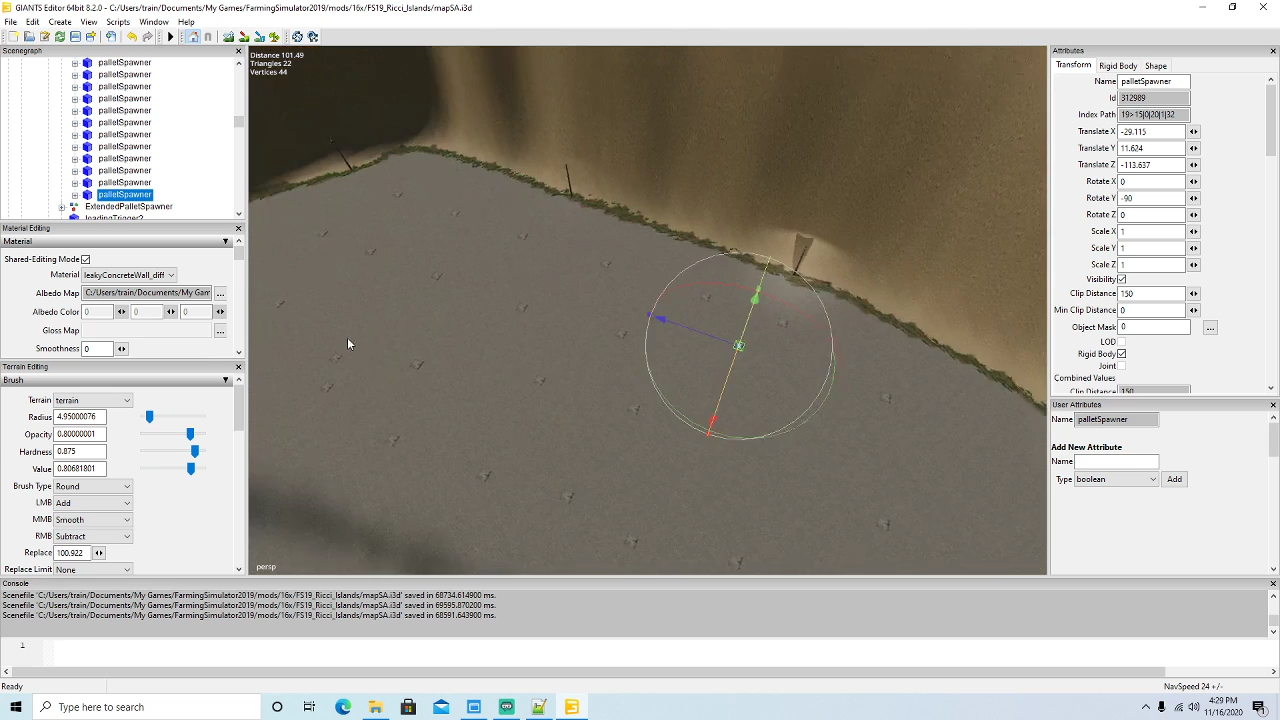 GIANTS Editor 64bit 8.2.0 - C:/Users/train/Documents/My Games/FarmingSimulator2019/mods/16x/FS19_Ricci_Islands/mapSA.i3d
File Edit Create View Scripts Window Help
Scenegraph
palletSpawner
palletSpawner
palletSpawner
palletSpawner
palletSpawner
palletSpawner
palletSpawner
palletSpawner
palletSpawner
palletSpawner
palletSpawner
palletSpawner
ExtendedPalletSpawner
loadingTrigger2
Material Editing
Material
Shared-Editing Mode
Material leakyConcreteWall_diff
Albedo Map C:/Users/train/Documents/My Gam ...
Albedo Color 0 0 0
Gloss Map ...
Smoothness 0
Terrain Editing
Brush
Terrain terrain
Radius 4.95000076
Opacity 0.80000001
Hardness 0.875
Value 0.80681801
Brush Type Round
LMB Add
MMB Smooth
RMB Subtract
Replace 100.922
Replace Limit None
Distance 101.49
Triangles 22
Vertices 44
persp
Attributes
Transform Rigid Body Shape
Name palletSpawner
Id 312989
Index Path 19>15|0|20|1|32
Translate X -29.115
Translate Y 11.624
Translate Z -113.637
Rotate X 0
Rotate Y -90
Rotate Z 0
Scale X 1
Scale Y 1
Scale Z 1
Visibility
Clip Distance 150
Min Clip Distance 0
Object Mask 0 ...
LOD
Rigid Body
Joint
Combined Values
Clip Distance 150
User Attributes
Name palletSpawner
Add New Attribute
Name
Type boolean Add
Console
Scenefile 'C:/Users/train/Documents/My Games/FarmingSimulator2019/mods/16x/FS19_Ricci_Islands/mapSA.i3d' saved in 68734.614900 ms.
Scenefile 'C:/Users/train/Documents/My Games/FarmingSimulator2019/mods/16x/FS19_Ricci_Islands/mapSA.i3d' saved in 69595.870200 ms.
Scenefile 'C:/Users/train/Documents/My Games/FarmingSimulator2019/mods/16x/FS19_Ricci_Islands/mapSA.i3d' saved in 68591.643900 ms.
1
Ready
NavSpeed 24 +/-
Type here to search
4:29 PM
11/16/2020